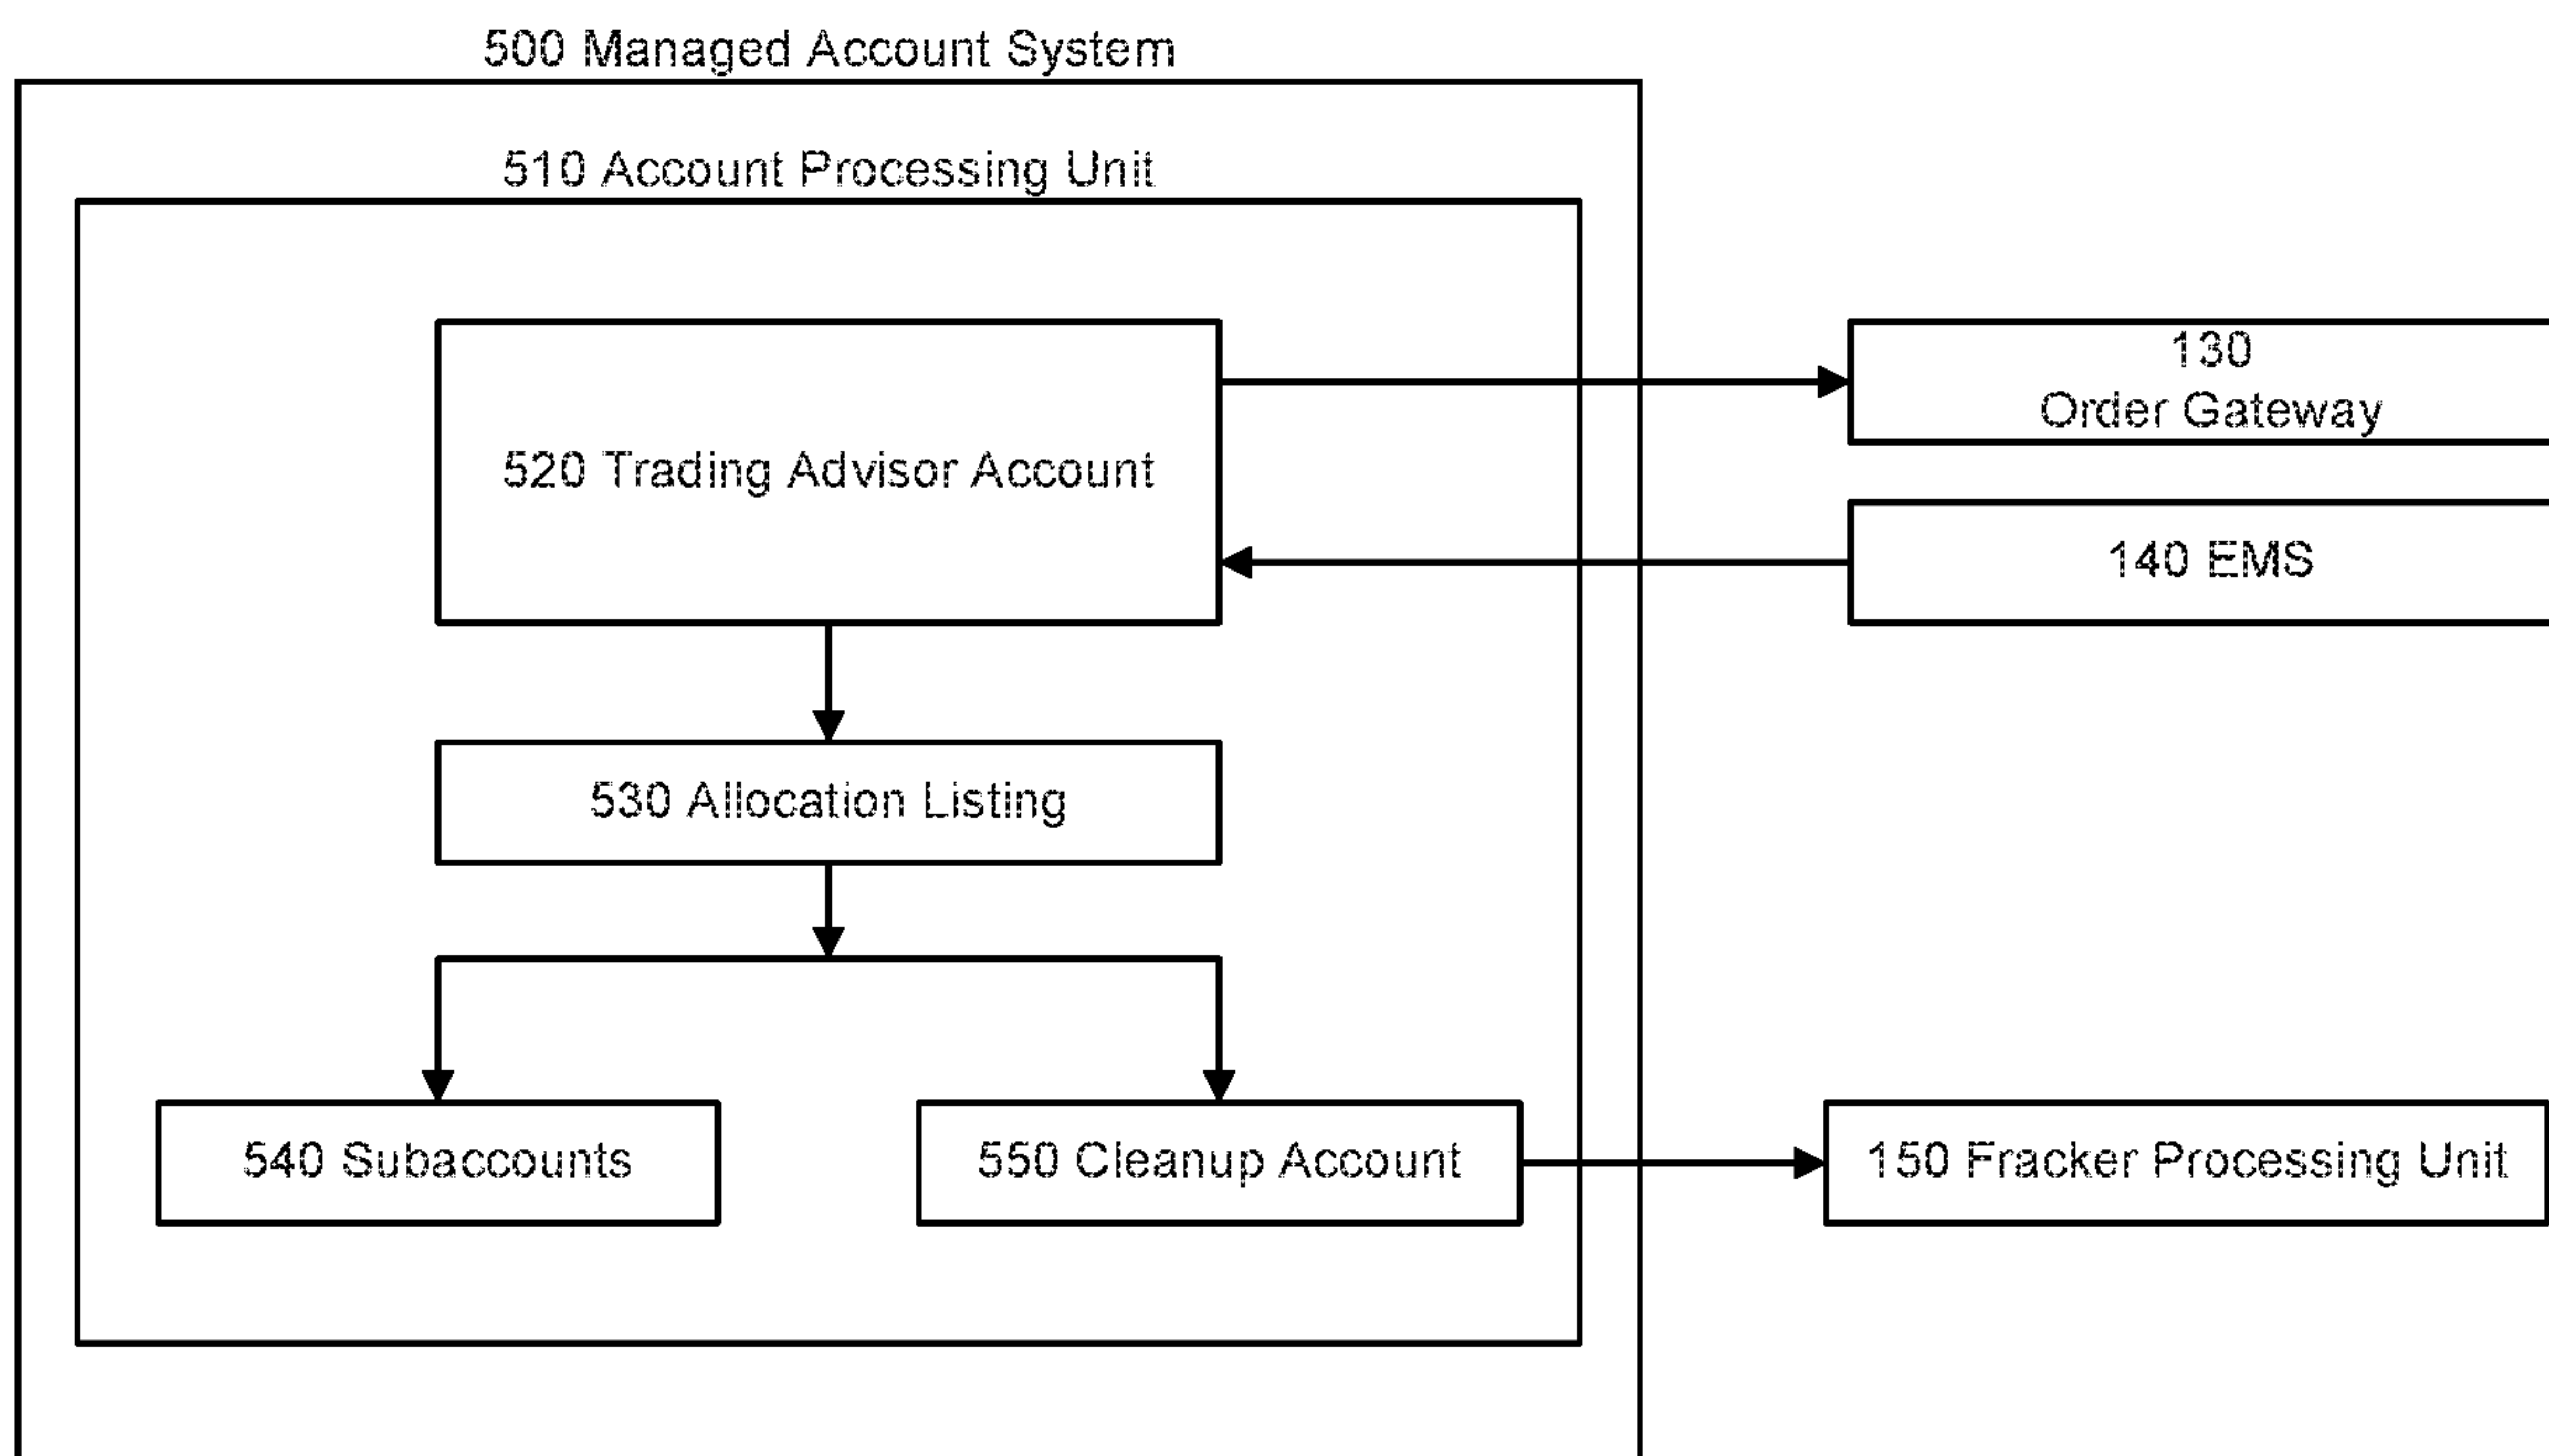 500 Managed Account System
510 Account Processing Unit
130
Order Gateway
520 Trading Advisor Account
140 EMS
530 Allocation Listing
540 Subaccounts
550 Cleanup Account
150 Fracker Processing Unit